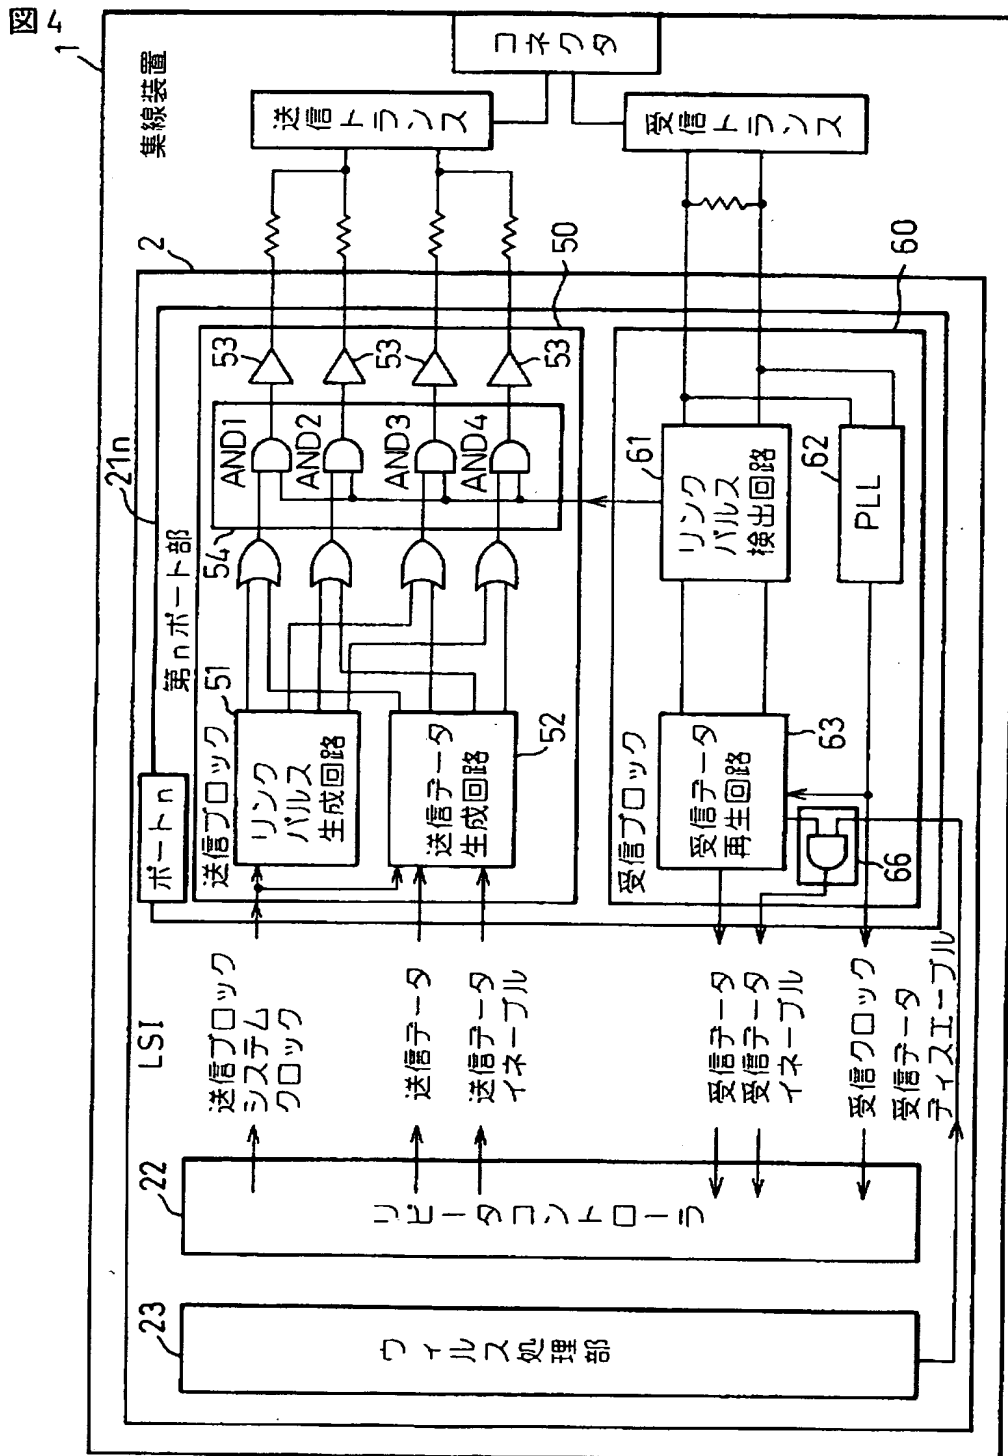 図4
1
集線装置
コネクタ
送信トランス
受信トランス
2
50
60
21n
第nポート部
ポートn
送信ブロック
53
53
53
53
AND1
AND2
AND3
AND4
54
51
リンク
パルス
生成回路
52
送信データ
生成回路
受信ブロック
61
リンク
パルス
検出回路
62
PLL
63
受信データ
再生回路
66
LSI
送信ブロック
システム
クロック
送信データ
送信データ
イネーブル
受信データ
受信データ
イネーブル
受信クロック
受信データ
ディスエーブル
22
リピータコントローラ
23
ウィルス処理部